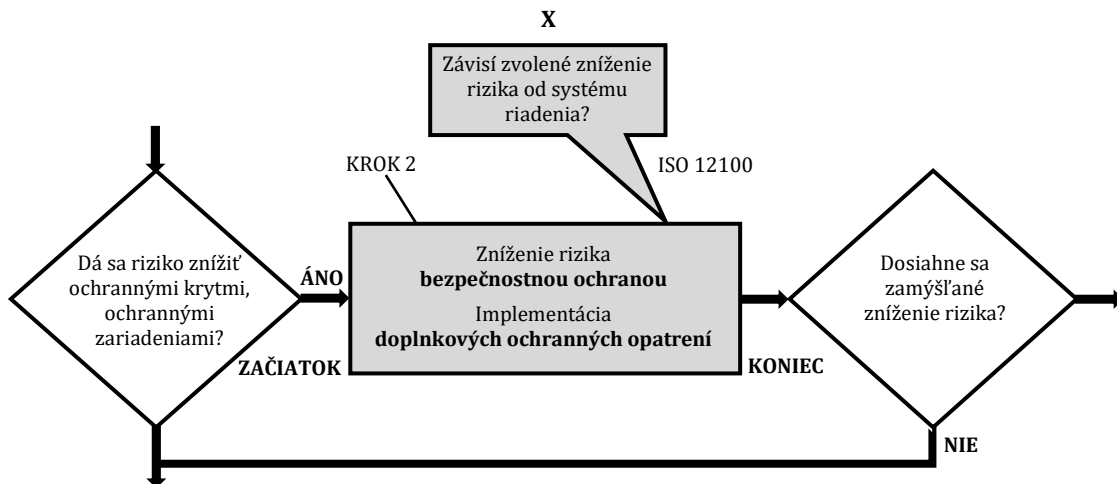 X
Závisí zvolené zníženie
rizika od systému
riadenia?
KROK 2
ISO 12100
Dá sa riziko znížiť
ochrannými krytmi,
ochrannými
zariadeniami?
ÁNO
ZAČIATOK
Zníženie rizika
bezpečnostnou ochranou
Implementácia
doplnkových ochranných opatrení
KONIEC
Dosiahne sa
zamýšľané
zníženie rizika?
NIE